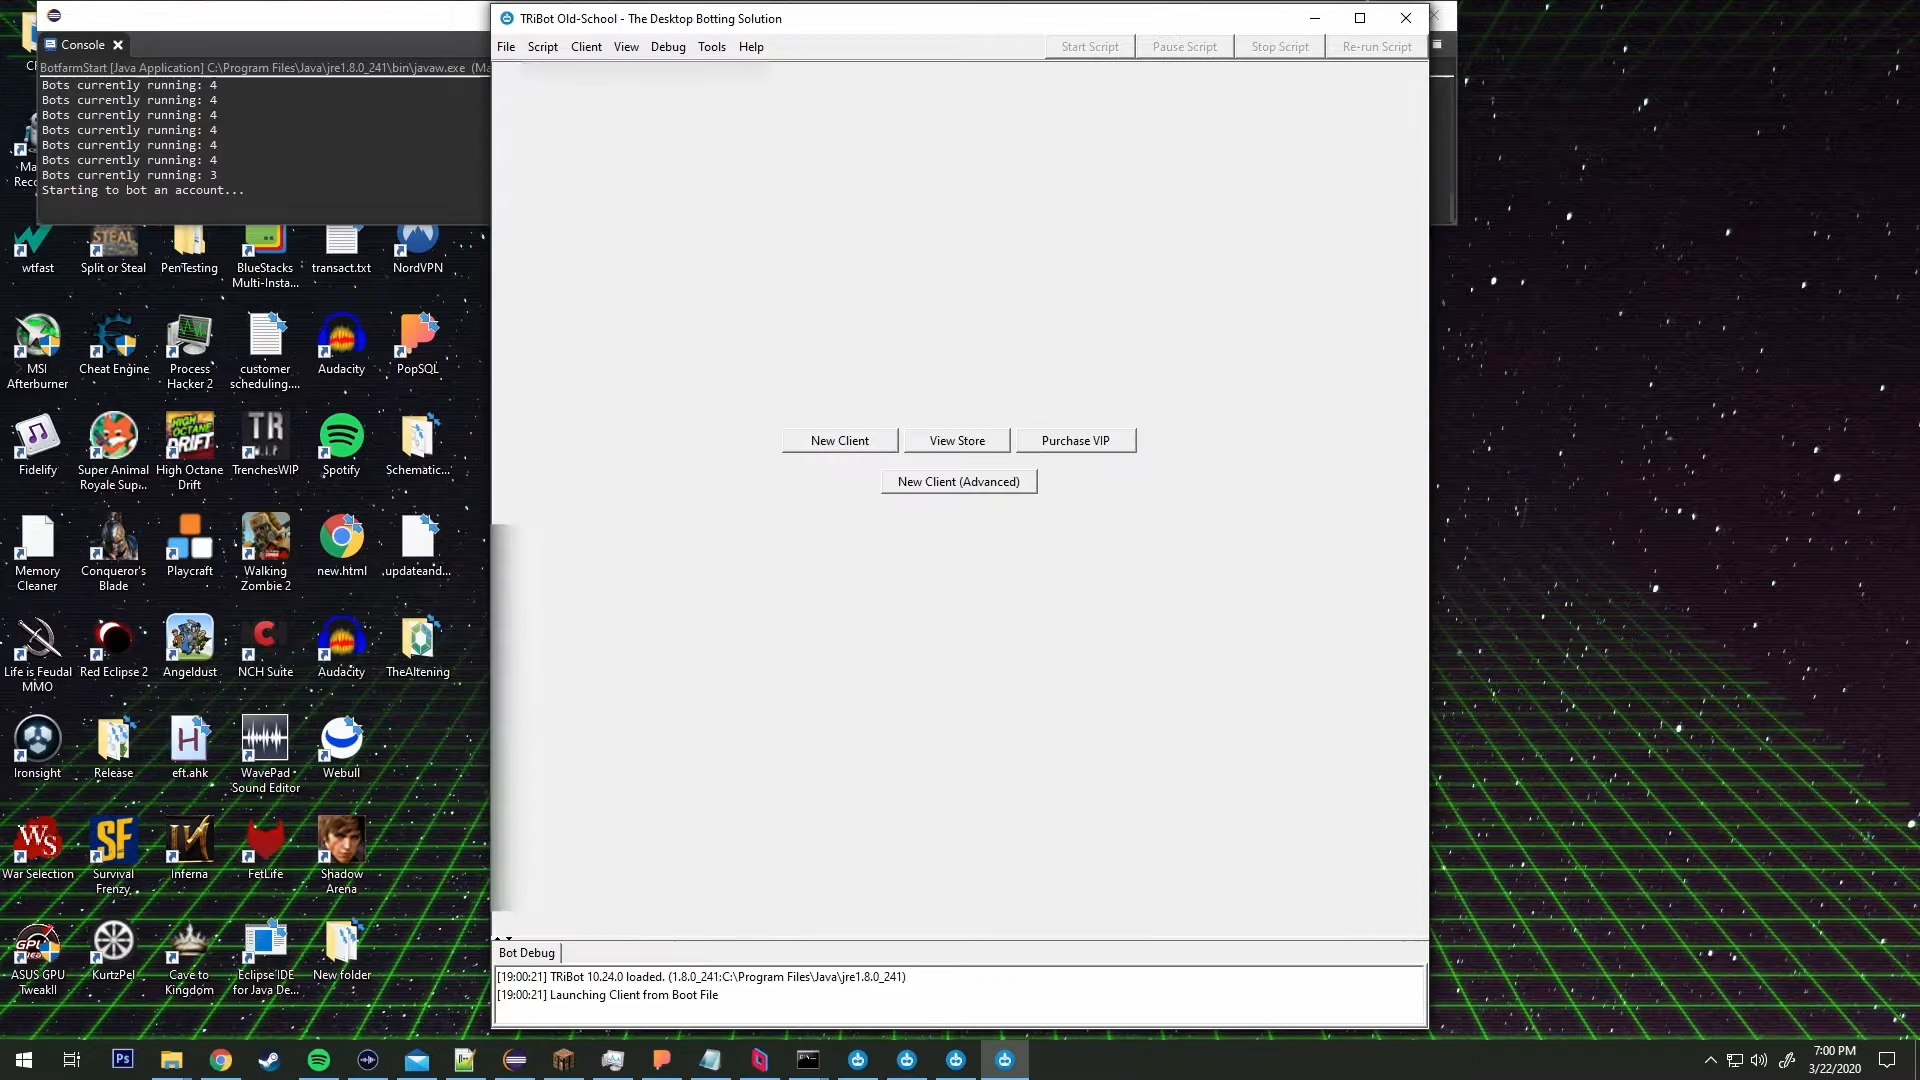 TRiBot Old-School - The Desktop Botting Solution
File Script Client View Debug Tools Help
Start Script Pause Script Stop Script Re-run Script
Console
BotfarmStart [Java Application] C:\Program Files\Java\jre1.8.0_241\bin\javaw.exe (Ma
Bots currently running: 4
Bots currently running: 4
Bots currently running: 4
Bots currently running: 4
Bots currently running: 4
Bots currently running: 4
Bots currently running: 3
Starting to bot an account...
New Client View Store Purchase VIP
New Client (Advanced)
Bot Debug
[19:00:21] TRiBot 10.24.0 loaded. (1.8.0_241:C:\Program Files\Java\jre1.8.0_241)
[19:00:21] Launching Client from Boot File
STEAL
wtfast
Split or Steal
PenTesting
BlueStacks
Multi-Insta...
transact.txt
NordVPN
MSI
Afterburner
Cheat Engine
Process
Hacker 2
customer
scheduling....
Audacity
PopSQL
HIGH
OCTANE
DRIFT
TR
Fidelify
Super Animal
Royale Sup...
High Octane
Drift
TrenchesWIP
Spotify
Schematic...
Memory
Cleaner
Conqueror's
Blade
Playcraft
Walking
Zombie 2
new.html
.updateand...
Life is Feudal
MMO
Red Eclipse 2
Angeldust
NCH Suite
Audacity
TheAltening
Ironsight
Release
eft.ahk
WavePad
Sound Editor
Webull
WS
SF
War Selection
Survival
Frenzy
Inferna
FetLife
Shadow
Arena
ASUS GPU
TweakII
KurtzPel
Cave to
Kingdom
Eclipse IDE
for Java De...
New folder
Ps
7:00 PM
3/22/2020